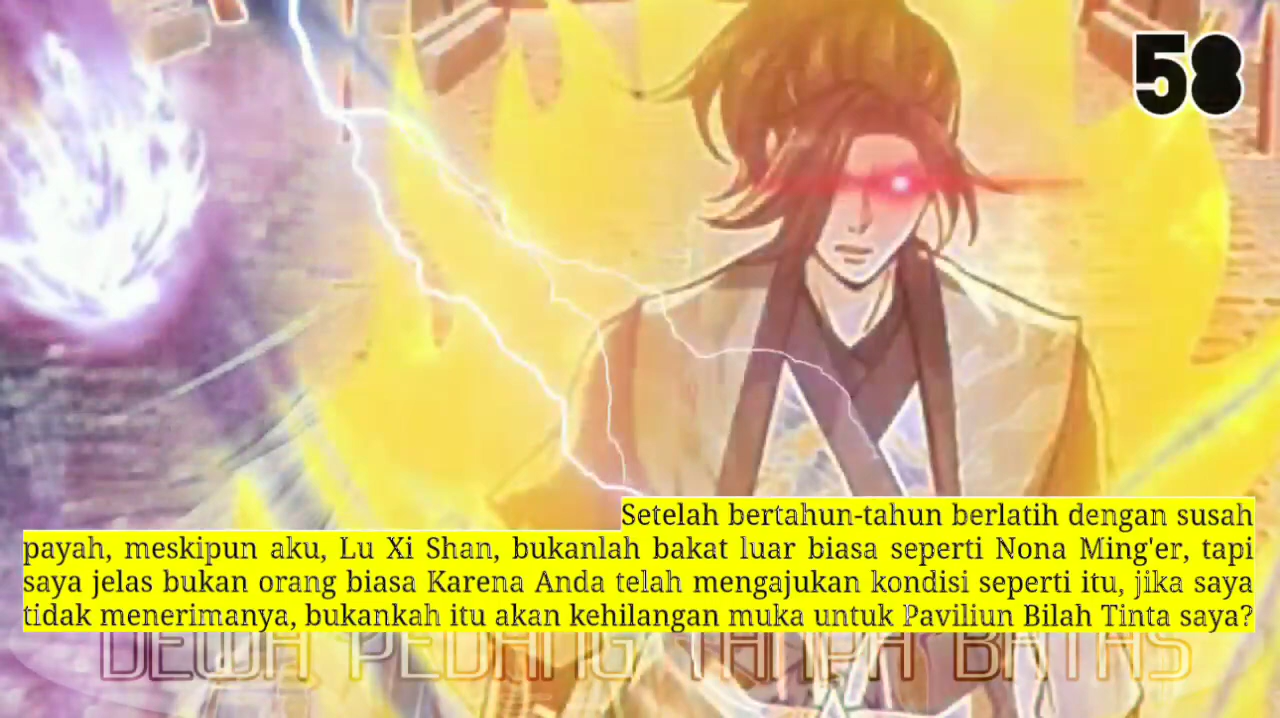 58
Setelah bertahun-tahun berlatih dengan susah
payah, meskipun aku, Lu Xi Shan, bukanlah bakat luar biasa seperti Nona Ming'er, tapi
saya jelas bukan orang biasa Karena Anda telah mengajukan kondisi seperti itu, jika saya
tidak menerimanya, bukankah itu akan kehilangan muka untuk Paviliun Bilah Tinta saya?
DEWA PEDANG TANPA BATAS